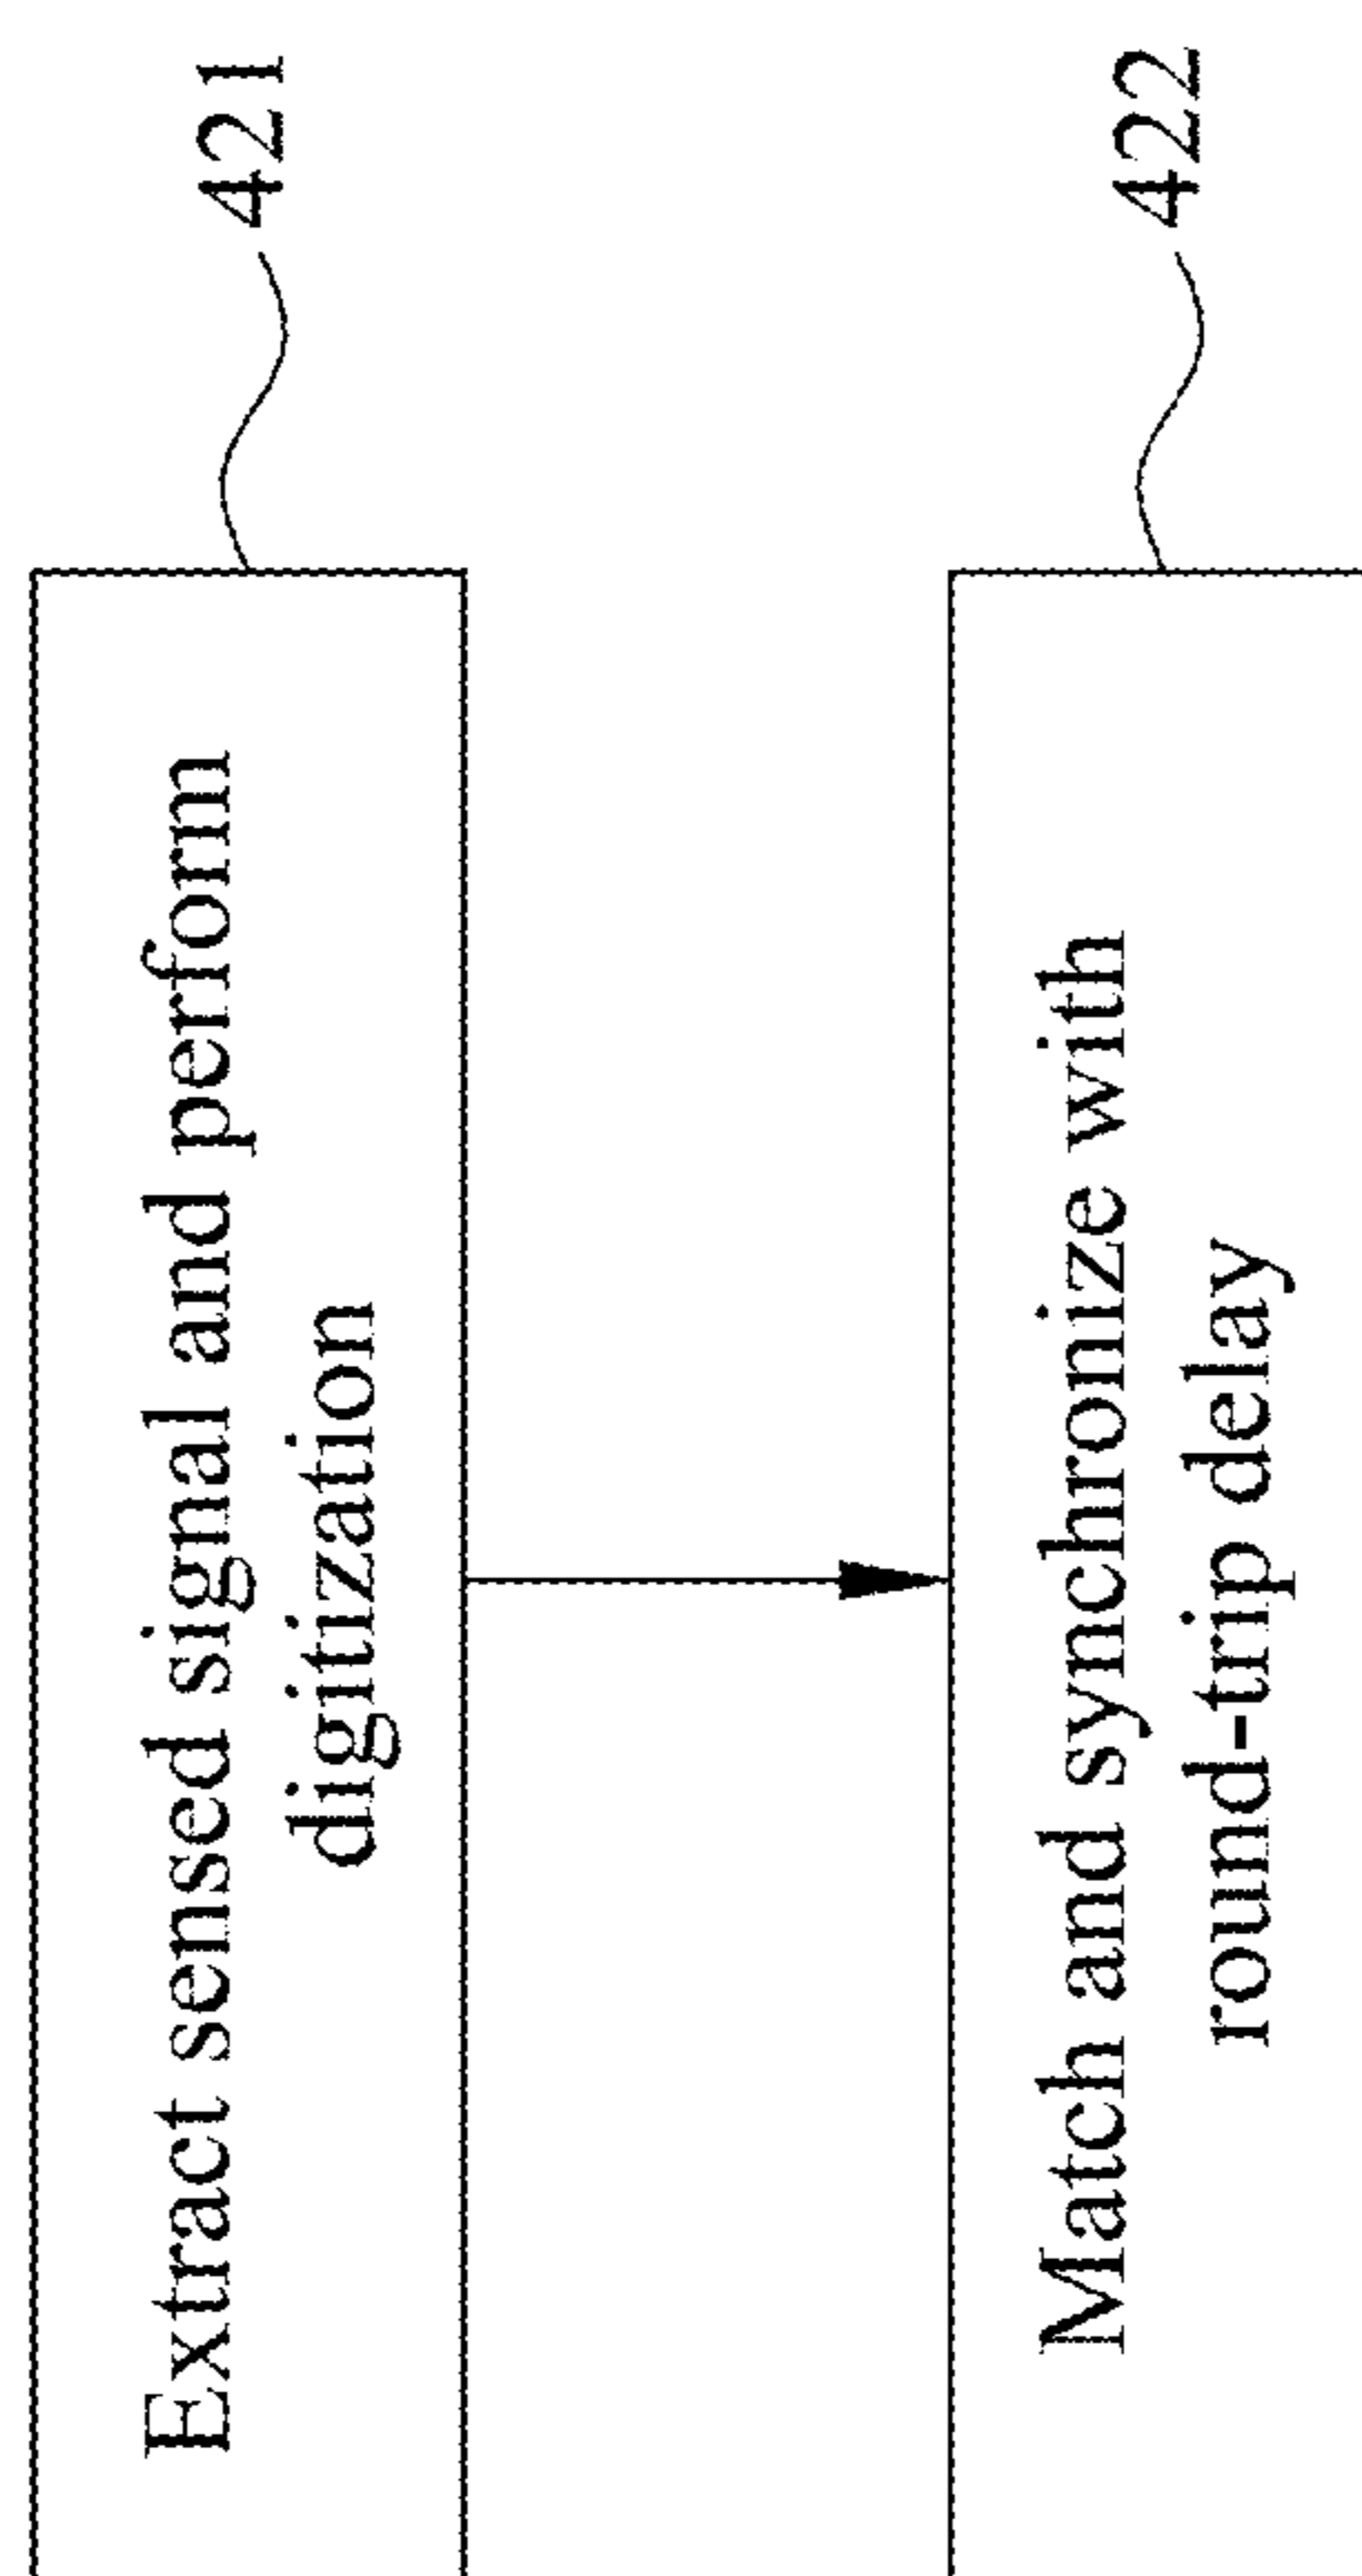 Extract sensed signal and perform
digitization
421
Match and synchronize with
round-trip delay
422